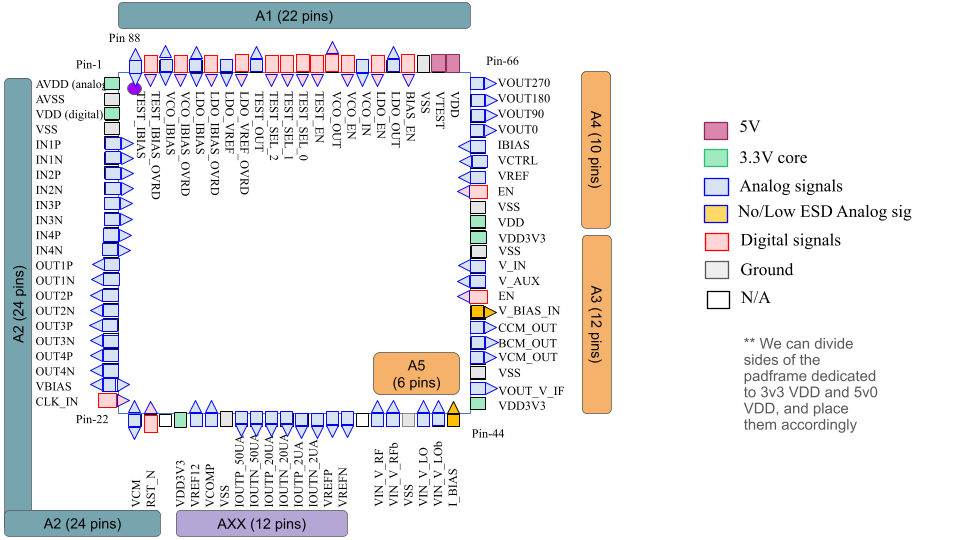 A1 (22 pins)
Pin 88
Pin-1
Pin-66
TEST_IBIAS
TEST_IBIAS_OVRD
VCO_IBIAS
VCO_IBIAS_OVRD
LDO_IBIAS
LDO_IBIAS_OVRD
LDO_VREF
LDO_VREF_OVRD
TEST_OUT
TEST_SEL_2
TEST_SEL_1
TEST_SEL_0
TEST_EN
VCO_OUT
VCO_EN
VCO_IN
LDO_EN
LDO_OUT
BIAS_EN
VSS
VTEST
VDD
A2 (24 pins)
AVDD (analog
AVSS
VDD (digital)
VSS
IN1P
IN1N
IN2P
IN2N
IN3P
IN3N
IN4P
IN4N
OUT1P
OUT1N
OUT2P
OUT2N
OUT3P
OUT3N
OUT4P
OUT4N
VBIAS
CLK_IN
Pin-22
VOUT270
VOUT180
VOUT90
VOUT0
IBIAS
VCTRL
VREF
EN
VSS
VDD
VDD3V3
VSS
V_IN
V_AUX
EN
V_BIAS_IN
CCM_OUT
BCM_OUT
VCM_OUT
VSS
VOUT_V_IF
VDD3V3
Pin-44
A4 (10 pins)
A3 (12 pins)
A5
(6 pins)
VCM
RST_N
VDD3V3
VREF12
VCOMP
VSS
IOUTP_50UA
IOUTN_50UA
IOUTP_20UA
IOUTN_20UA
IOUTP_2UA
IOUTN_2UA
VREFP
VREFN
VIN_V_RF
VIN_V_RFb
VSS
VIN_V_LO
VIN_V_LOb
I_BIAS
A2 (24 pins)
AXX (12 pins)
5V
3.3V core
Analog signals
No/Low ESD Analog sig
Digital signals
Ground
N/A
** We can divide
sides of the
padframe dedicated
to 3v3 VDD and 5v0
VDD, and place
them accordingly